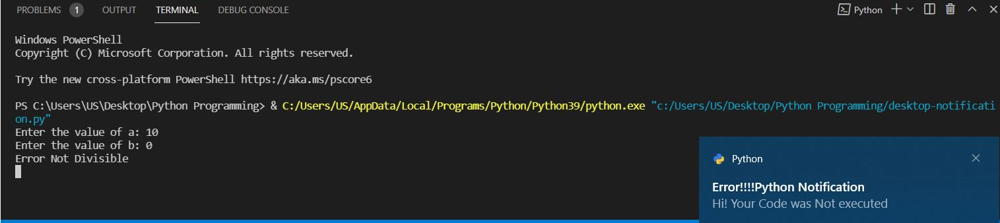 PROBLEMS 1 OUTPUT TERMINAL DEBUG CONSOLE Python
Windows PowerShell
Copyright (C) Microsoft Corporation. All rights reserved.
Try the new cross-platform PowerShell https://aka.ms/pscore6
PS C:\Users\US\Desktop\Python Programming> & C:/Users/US/AppData/Local/Programs/Python/Python39/python.exe "c:/Users/US/Desktop/Python Programming/desktop-notificati
on.py"
Enter the value of a: 10
Enter the value of b: 0
Error Not Divisible
Python
Error!!!!Python Notification
Hi! Your Code was Not executed